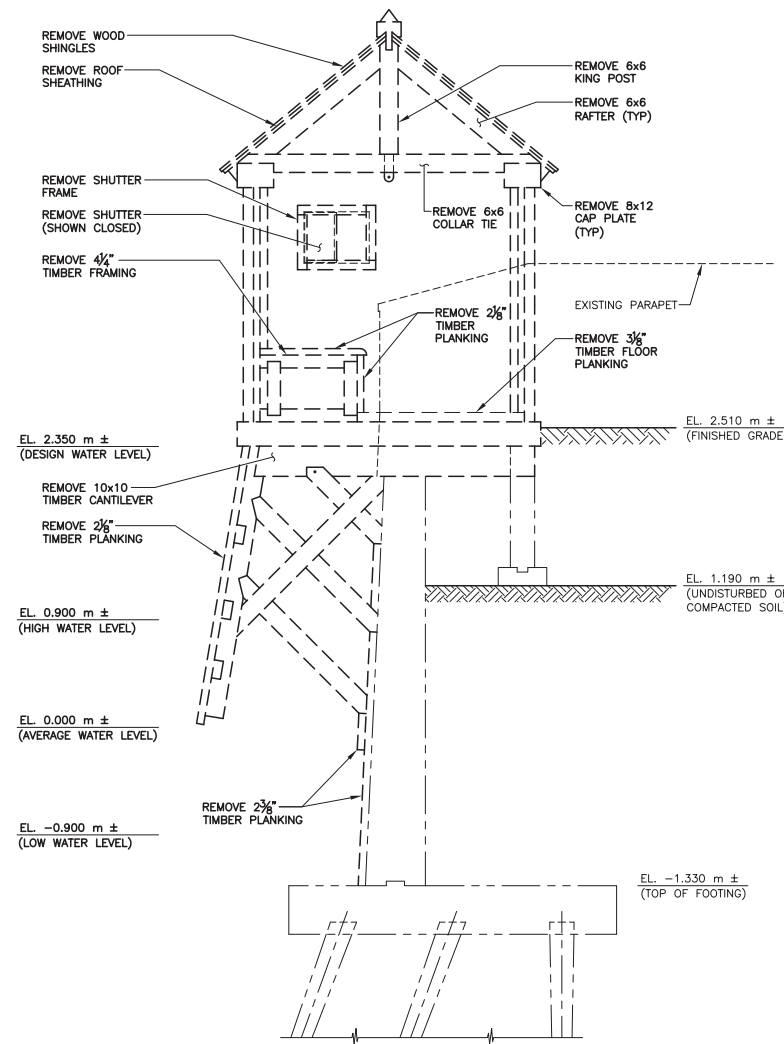 REMOVE WOOD
SHINGLES
REMOVE ROOF
SHEATHING
REMOVE 6x6
KING POST
REMOVE 6x6
RAFTER (TYP)
REMOVE SHUTTER
FRAME
REMOVE SHUTTER
(SHOWN CLOSED)
REMOVE 4¼"
TIMBER FRAMING
REMOVE 6x6
COLLAR TIE
REMOVE 8x12
CAP PLATE
(TYP)
EXISTING PARAPET
REMOVE 2⅛"
TIMBER
PLANKING
REMOVE 3⅛"
TIMBER FLOOR
PLANKING
EL. 2.510 m ±
(FINISHED GRADE
EL. 2.350 m ±
(DESIGN WATER LEVEL)
REMOVE 10x10
TIMBER CANTILEVER
REMOVE 2⅛"
TIMBER PLANKING
EL. 1.190 m ±
(UNDISTURBED O
COMPACTED SOIL
EL. 0.900 m ±
(HIGH WATER LEVEL)
EL. 0.000 m ±
(AVERAGE WATER LEVEL)
REMOVE 2⅜"
TIMBER PLANKING
EL. −0.900 m ±
(LOW WATER LEVEL)
EL. −1.330 m ±
(TOP OF FOOTING)